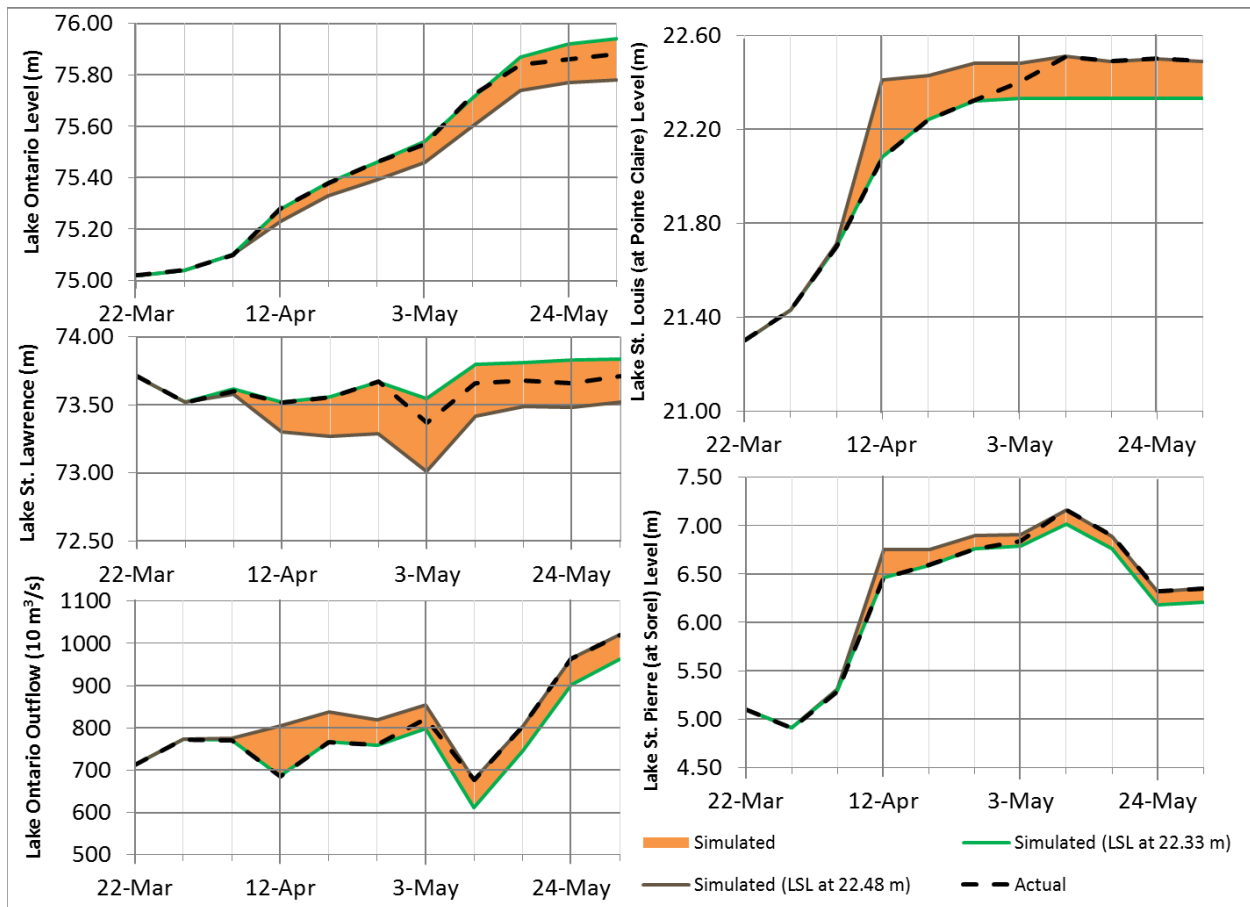 Lake Ontario Level (m)
76.00
75.80
75.60
75.40
75.20
75.00
22-Mar 12-Apr 3-May 24-May
Lake St. Lawrence (m)
74.00
73.50
73.00
72.50
22-Mar 12-Apr 3-May 24-May
Lake Ontario Outflow (10 m³/s)
1100
1000
900
800
700
600
500
22-Mar 12-Apr 3-May 24-May
Lake St. Louis (at Pointe Claire) Level (m)
22.60
22.20
21.80
21.40
21.00
22-Mar 12-Apr 3-May 24-May
Lake St. Pierre (at Sorel) Level (m)
7.50
7.00
6.50
6.00
5.50
5.00
4.50
22-Mar 12-Apr 3-May 24-May
Simulated Simulated (LSL at 22.33 m)
Simulated (LSL at 22.48 m) Actual